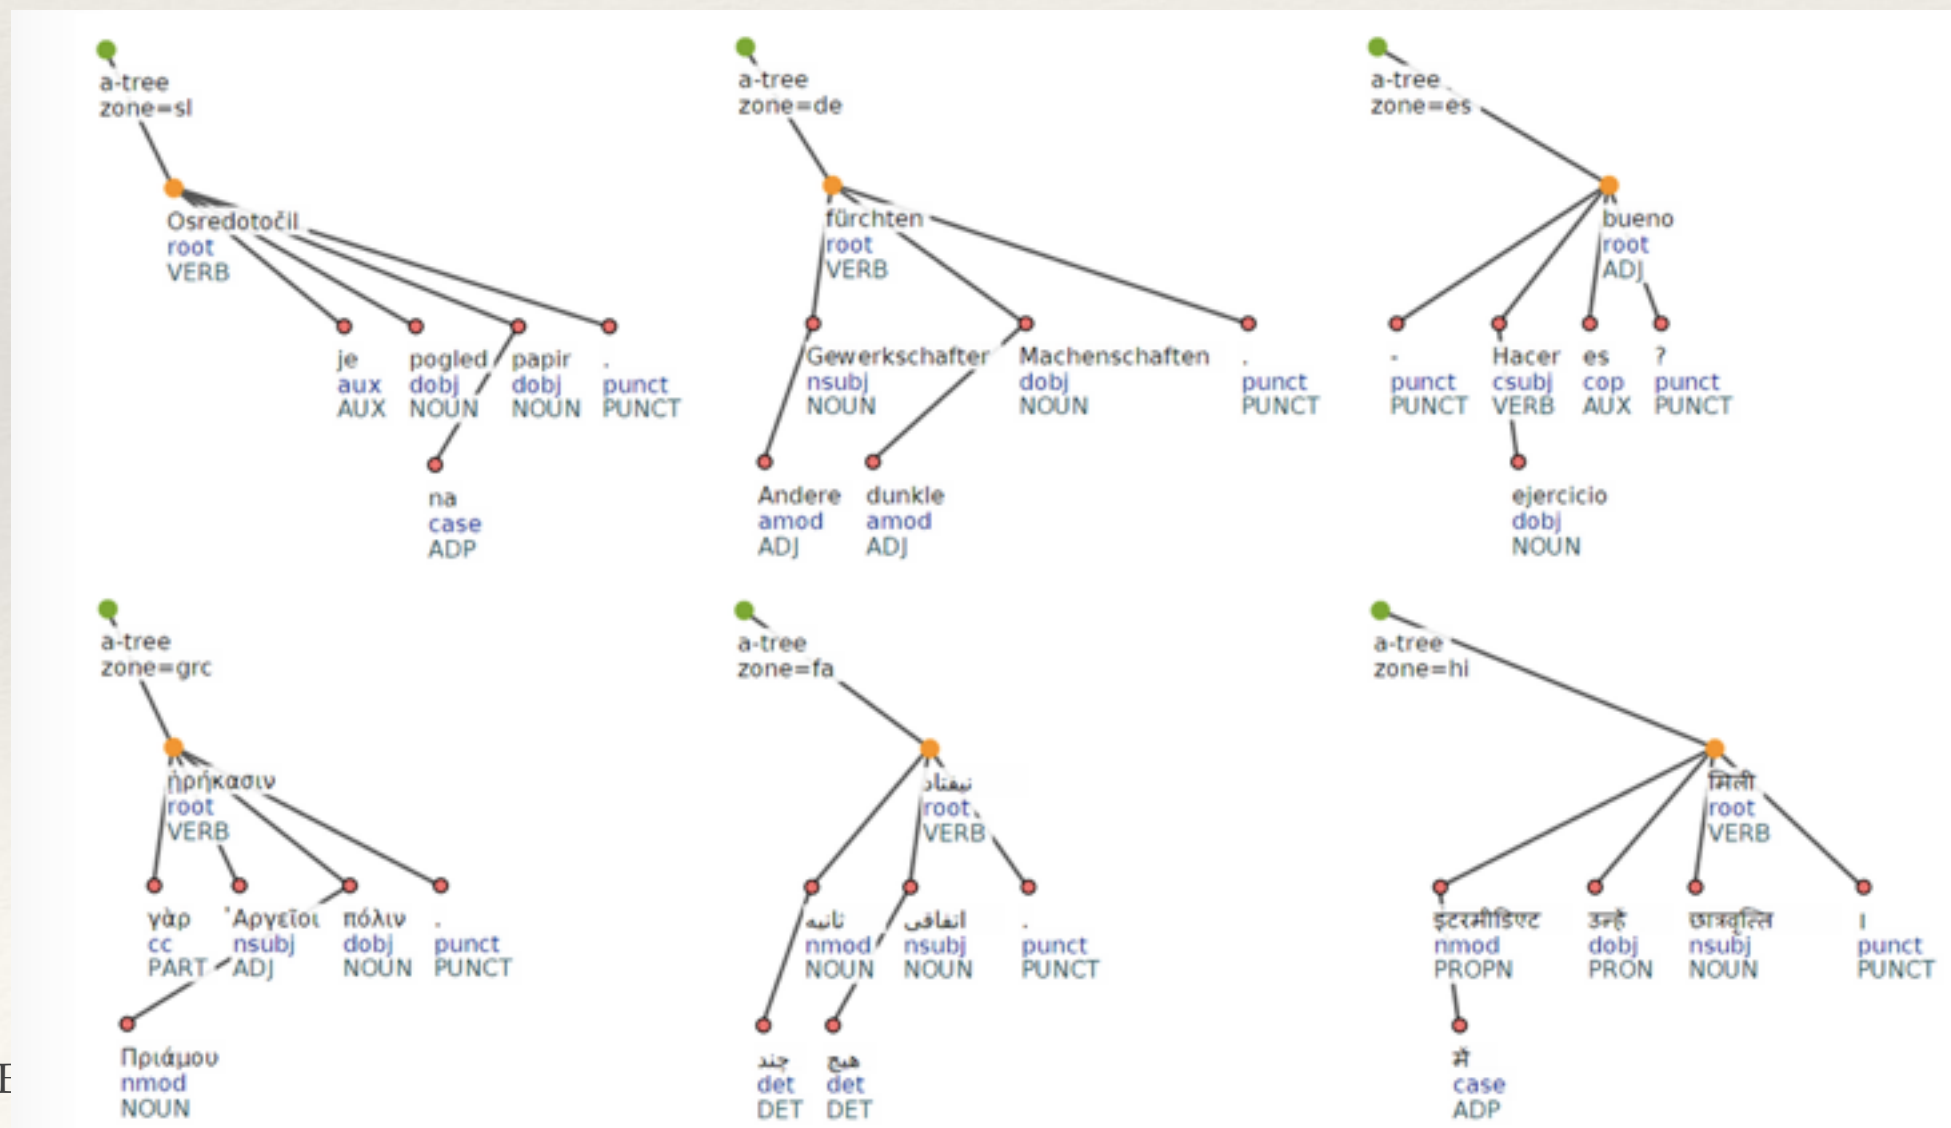 a-tree
zone=sl
Osredotočil
root
VERB
je pogled papir .
aux dobj dobj punct
AUX NOUN NOUN PUNCT
na
case
ADP
a-tree
zone=de
fürchten
root
VERB
Gewerkschaften Machenschaften .
nsubj dobj punct
NOUN NOUN PUNCT
Andere dunkle
amod amod
ADJ ADJ
a-tree
zone=es
bueno
root
ADJ
- Hacer es ?
punct csubj cop punct
PUNCT VERB AUX PUNCT
ejercicio
dobj
NOUN
a-tree
zone=grc
ᾑρήκασιν
root
VERB
γὰρ Ἀργεῖοι πόλιν .
cc nsubj dobj punct
PART ADJ NOUN PUNCT
Πριάμου
nmod
NOUN
a-tree
zone=fa
نیفتاد
root
VERB
ثانیه اتفاقی .
nmod nsubj punct
NOUN NOUN PUNCT
چند هیچ
det det
DET DET
a-tree
zone=hi
मिली
root
VERB
इंटरमीडिएट उन्हें छात्रवृत्ति ।
nmod dobj nsubj punct
PROPN PRON NOUN PUNCT
में
case
ADP